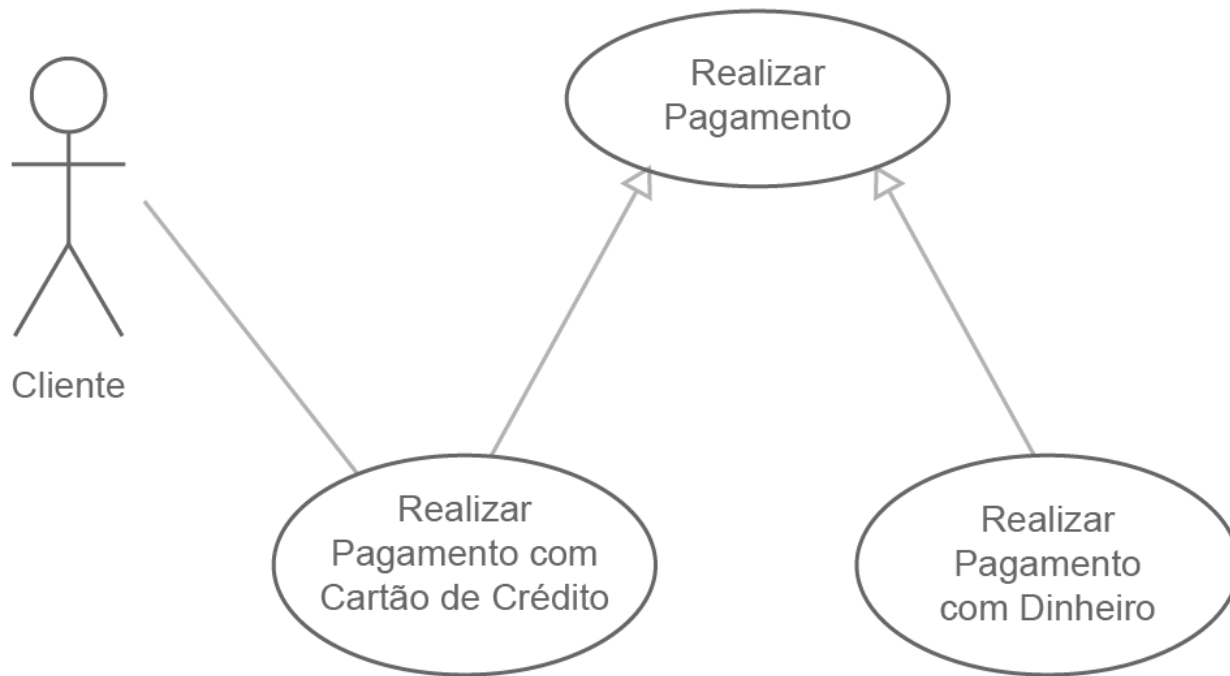 Realizar
Pagamento
Cliente
Realizar
Pagamento com
Cartão de Crédito
Realizar
Pagamento
com Dinheiro